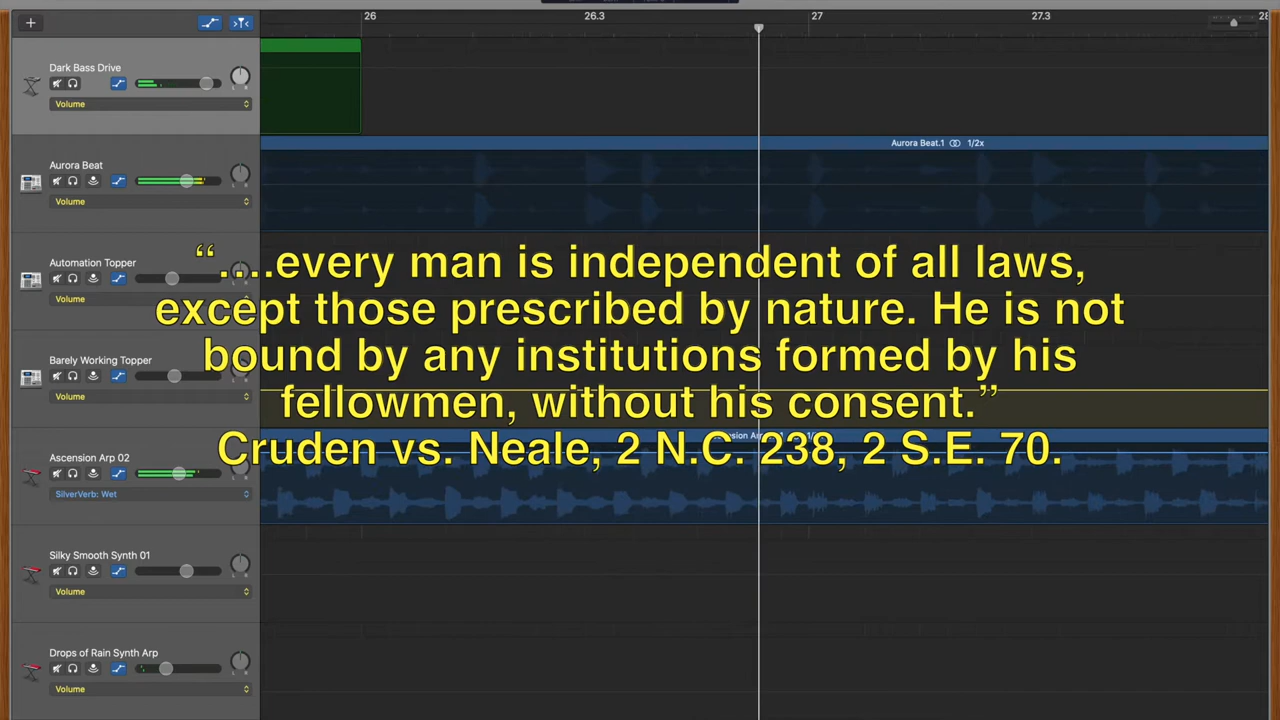 26
26.3
27
27.3
28
Dark Bass Drive
Volume
Aurora Beat.1 1/2x
Aurora Beat
Volume
Automation Topper
Volume
Barely Working Topper
Volume
“....every man is independent of all laws,
except those prescribed by nature. He is not
bound by any institutions formed by his
fellowmen, without his consent.”
Cruden vs. Neale, 2 N.C. 238, 2 S.E. 70.
Ascension Arp 02
SilverVerb: Wet
Silky Smooth Synth 01
Volume
Drops of Rain Synth Arp
Volume